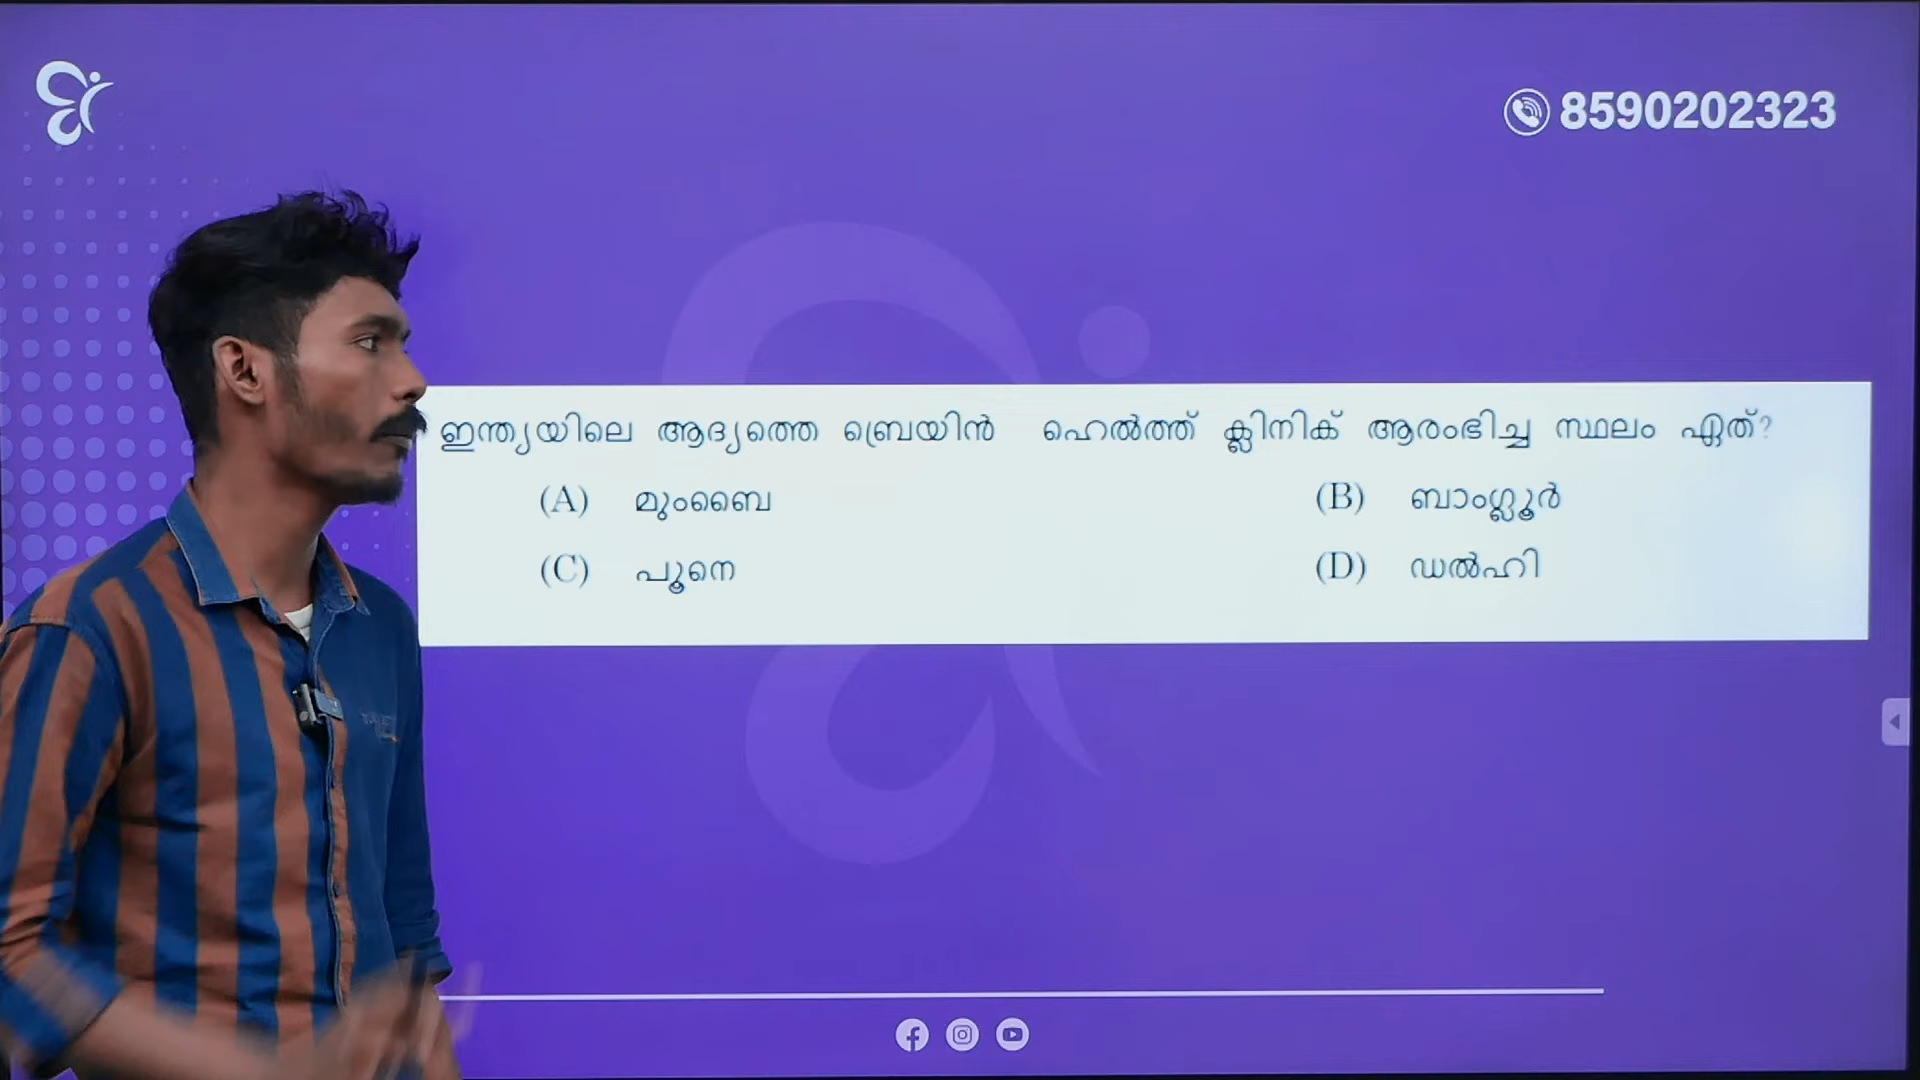 8590202323
ഇന്ത്യയിലെ ആദ്യത്തെ ബ്രെയിൻ ഹെൽത്ത് ക്ലിനിക് ആരംഭിച്ച സ്ഥലം ഏത്?
(A) മുംബൈ (B) ബാംഗ്ലൂർ
(C) പൂനെ (D) ഡൽഹി